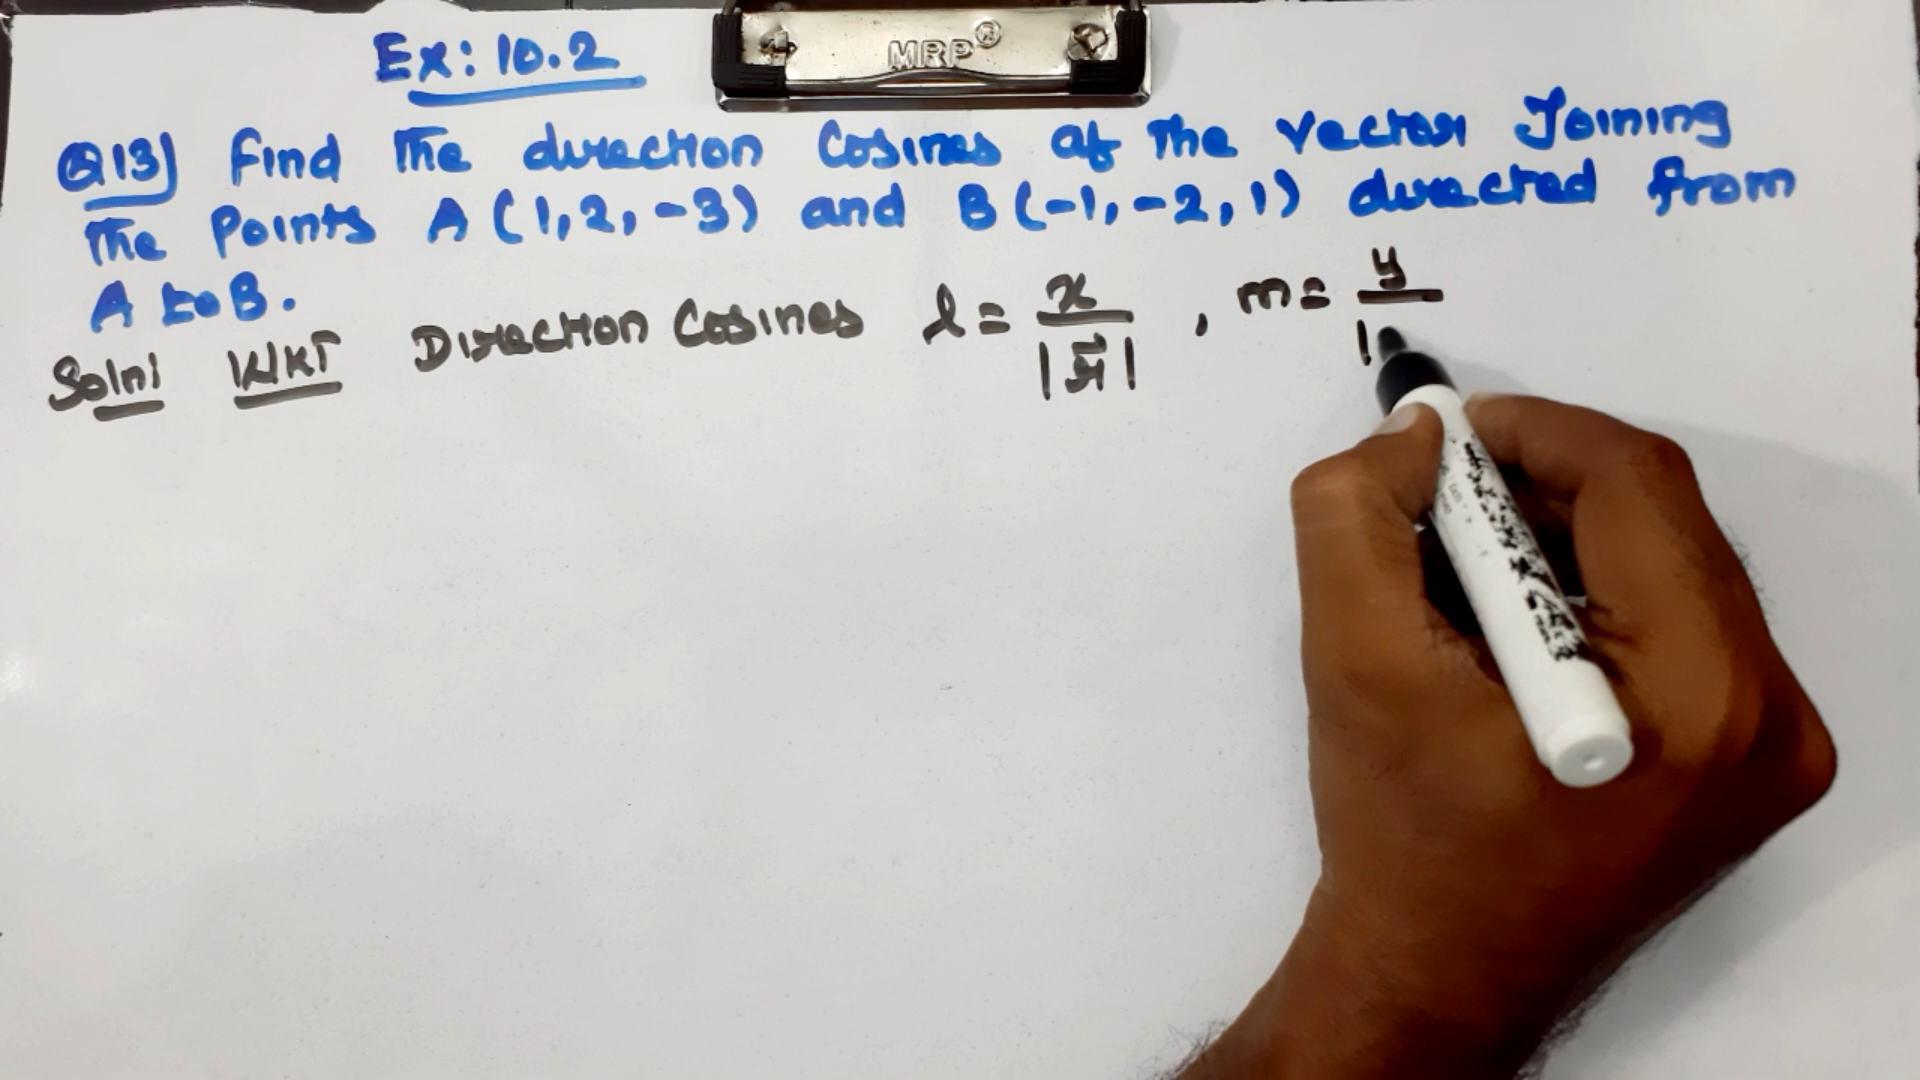 MRP®
Ex: 10.2
Q13) Find the direction Cosines of the Vector Joining
the Points A (1, 2, -3) and B (-1, -2, 1) directed from
A to B.
Soln: WKT Direction Cosines l = x / |r⃗| , m = y / |